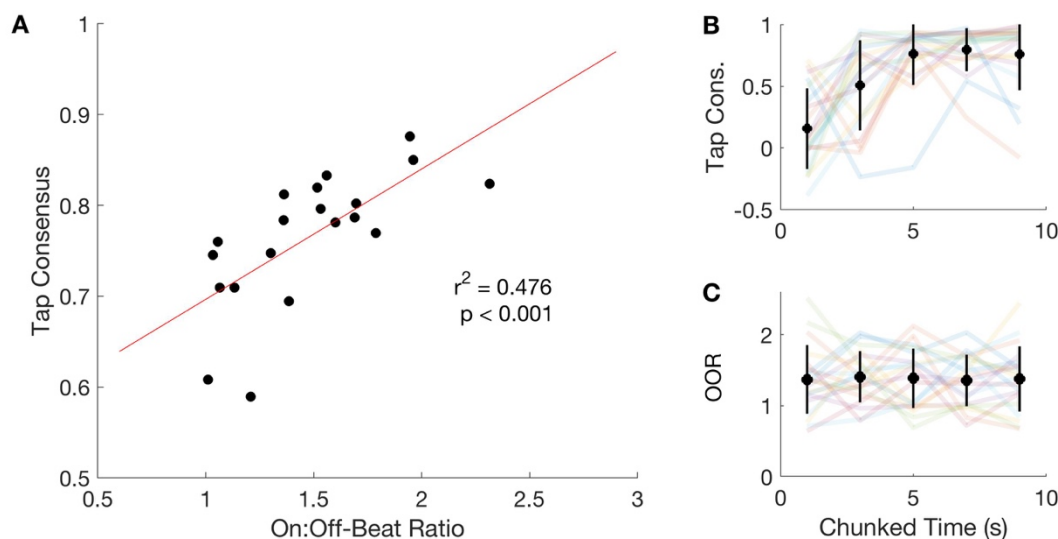 A
1
0.9
0.8
0.7
0.6
0.5
Tap Consensus
r² = 0.476
p < 0.001
0.5 1 1.5 2 2.5 3
On:Off-Beat Ratio
B
1
0.5
0
-0.5
Tap Cons.
0 5 10
C
2
1
0
OOR
0 5 10
Chunked Time (s)